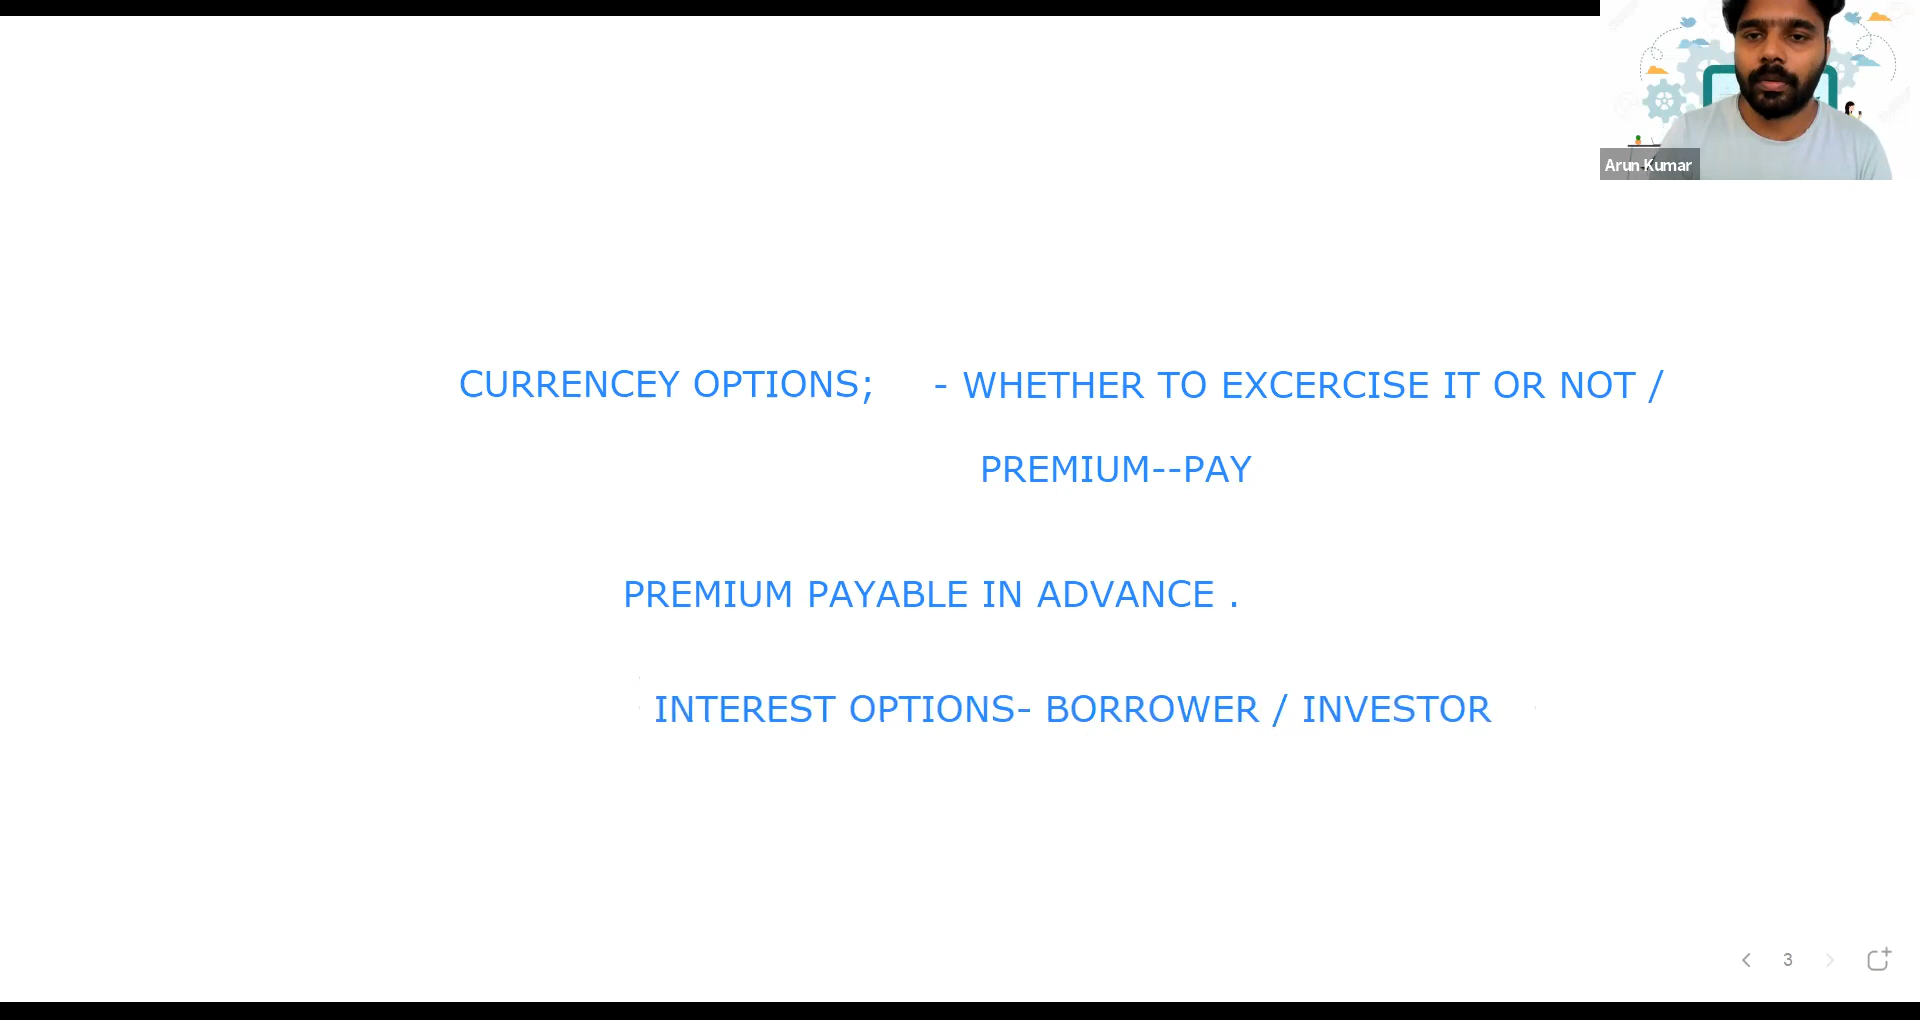 Arun Kumar
CURRENCEY OPTIONS; - WHETHER TO EXCERCISE IT OR NOT /
PREMIUM--PAY
PREMIUM PAYABLE IN ADVANCE .
INTEREST OPTIONS- BORROWER / INVESTOR
3